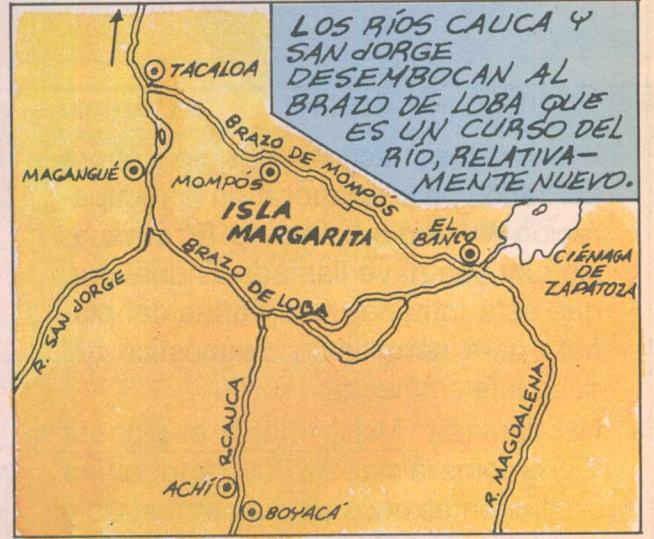 LOS RÍOS CAUCA Y
SAN JORGE
DESEMBOCAN AL
BRAZO DE LOBA QUE
ES UN CURSO DEL
RÍO, RELATIVA-
MENTE NUEVO.
TACALOA
BRAZO DE MOMPÓS
MAGANGUÉ
MOMPÓS
ISLA
MARGARITA
EL
BANCO
CIÉNAGA
DE
ZAPATOZA
BRAZO DE LOBA
R. SAN JORGE
R. CAUCA
R. MAGDALENA
ACHÍ
BOYACÁ